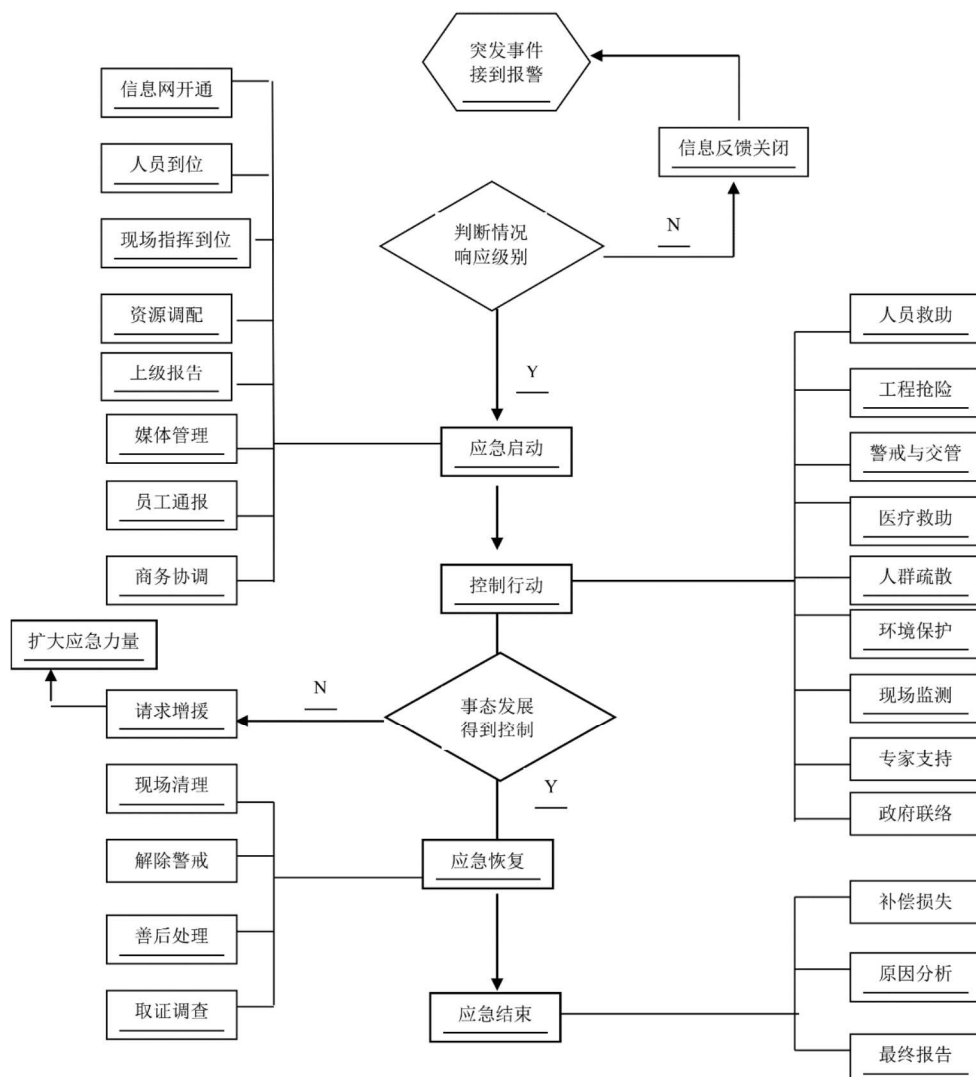 突发事件
接到报警
信息网开通
信息反馈关闭
人员到位
现场指挥到位
判断情况
响应级别
N
资源调配
人员救助
上级报告
Y
工程抢险
媒体管理
应急启动
警戒与交管
员工通报
医疗救助
商务协调
控制行动
人群疏散
扩大应急力量
环境保护
请求增援
N
事态发展
得到控制
现场监测
现场清理
Y
专家支持
政府联络
解除警戒
应急恢复
补偿损失
善后处理
原因分析
取证调查
应急结束
最终报告